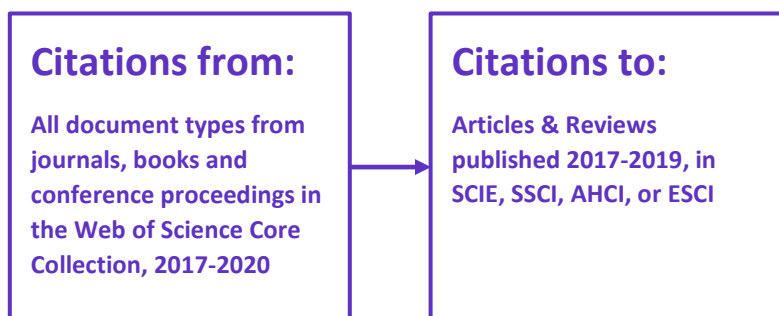 Citations from:
All document types from
journals, books and
conference proceedings in
the Web of Science Core
Collection, 2017-2020
Citations to:
Articles & Reviews
published 2017-2019, in
SCIE, SSCI, AHCI, or ESCI